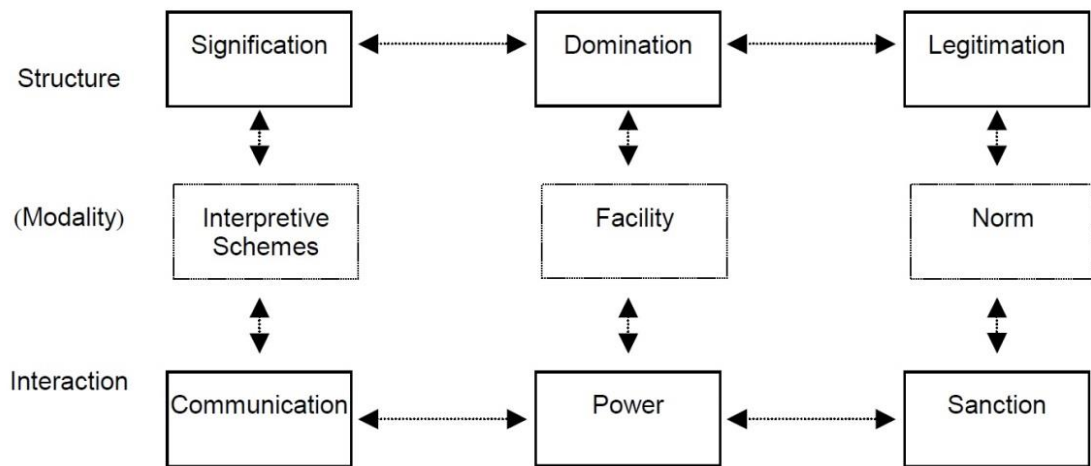 Structure
Signification
Domination
Legitimation
(Modality)
Interpretive
Schemes
Facility
Norm
Interaction
Communication
Power
Sanction